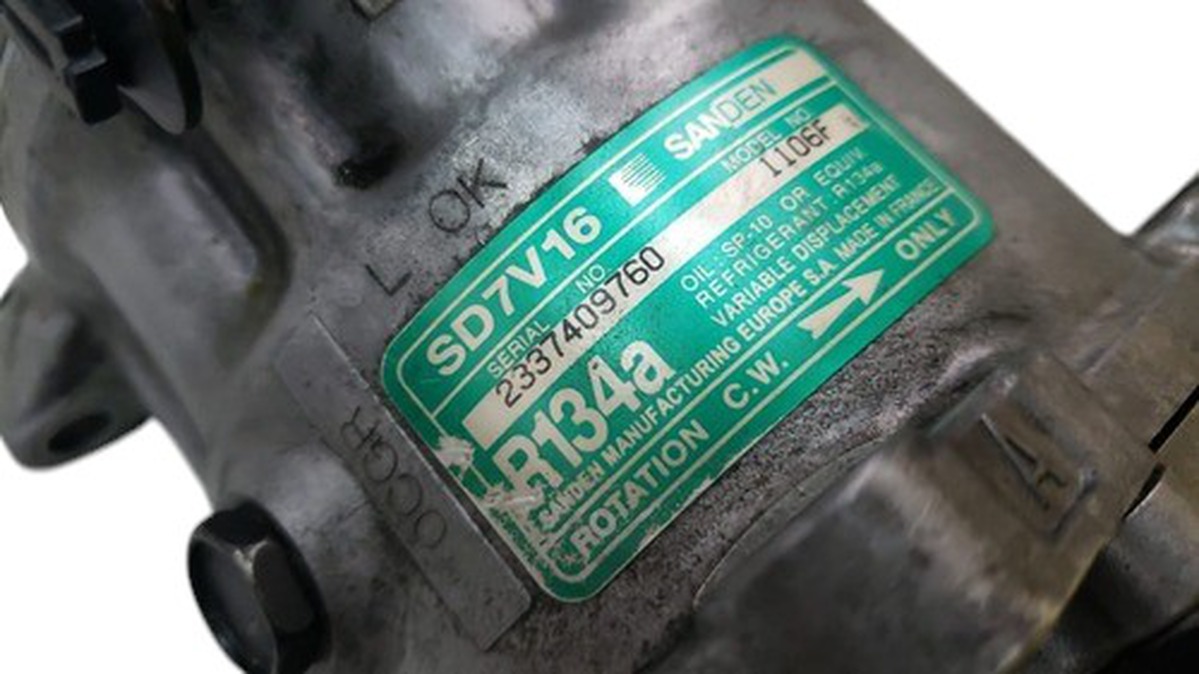 L OK
SD7V16 SANDEN
SERIAL NO MODEL NO
2337409760 1106F
R134a
OIL: SP-10 OR EQUIV.
REFRIGERANT R134a
VARIABLE DISPLACEMENT
SANDEN MANUFACTURING EUROPE S.A. MADE IN FRANCE
ROTATION C.W. ONLY
A